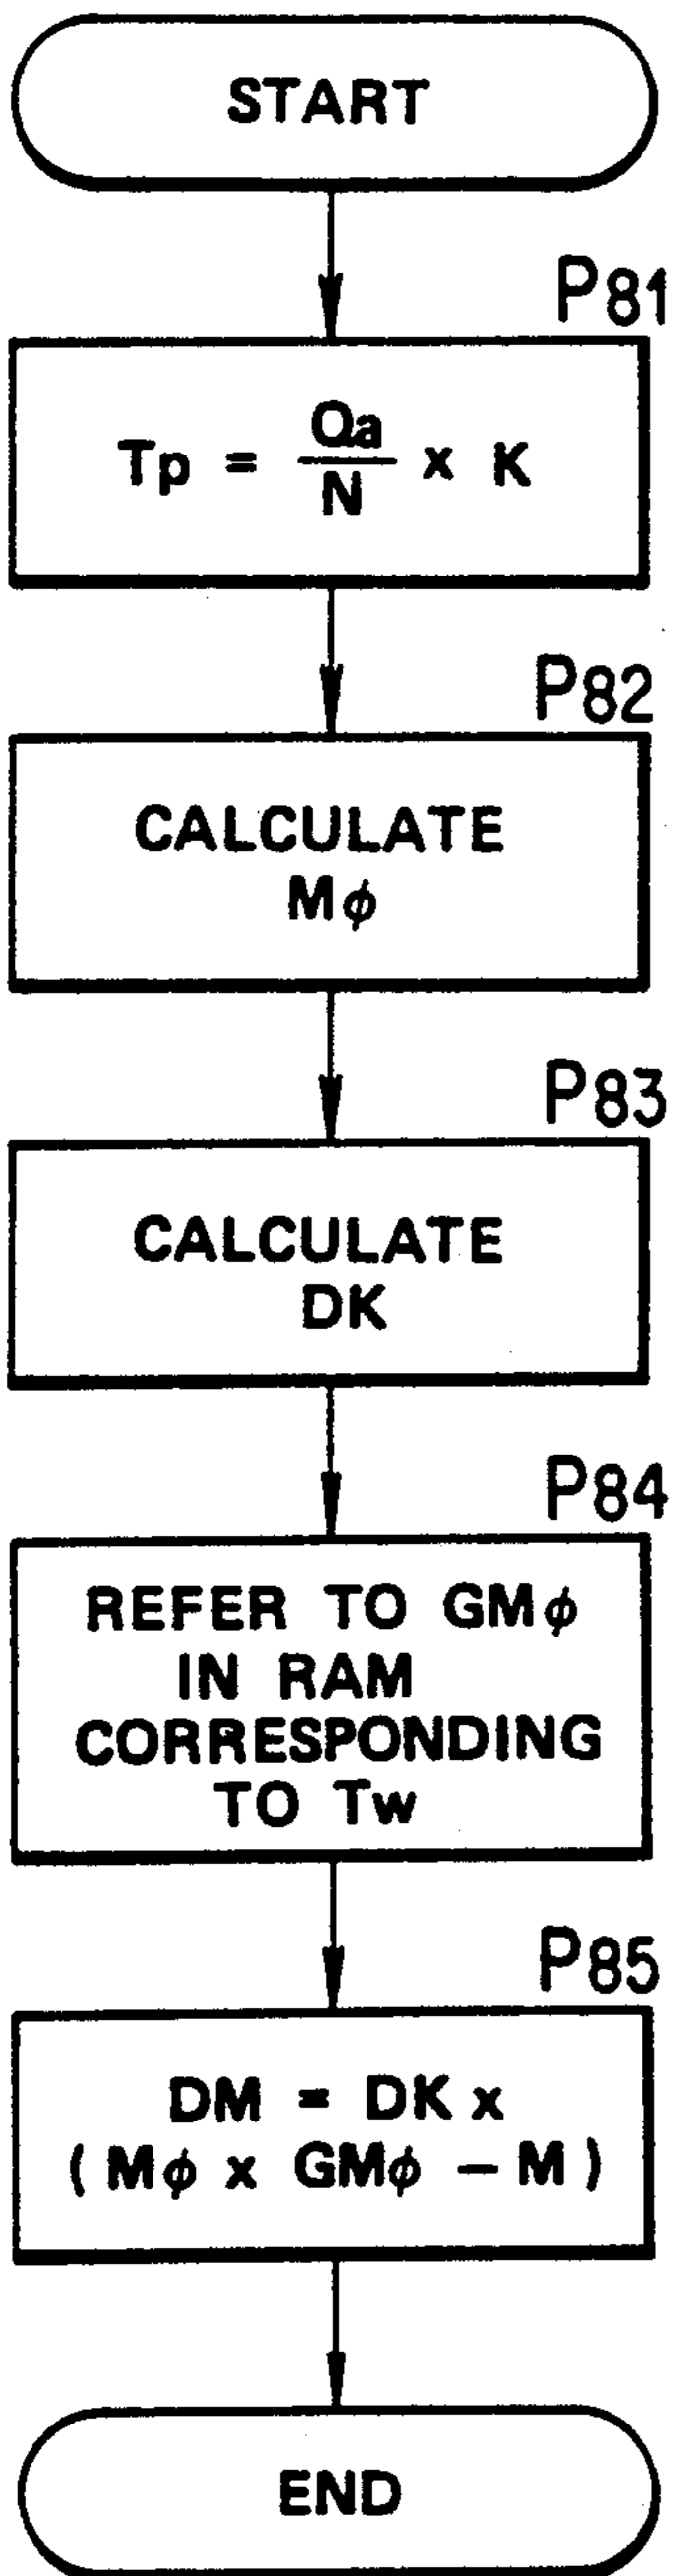 START
P81
Tp = Qa/N x K
P82
CALCULATE
Mϕ
P83
CALCULATE
DK
P84
REFER TO GMϕ
IN RAM
CORRESPONDING
TO Tw
P85
DM = DK x
( Mϕ x GMϕ - M )
END